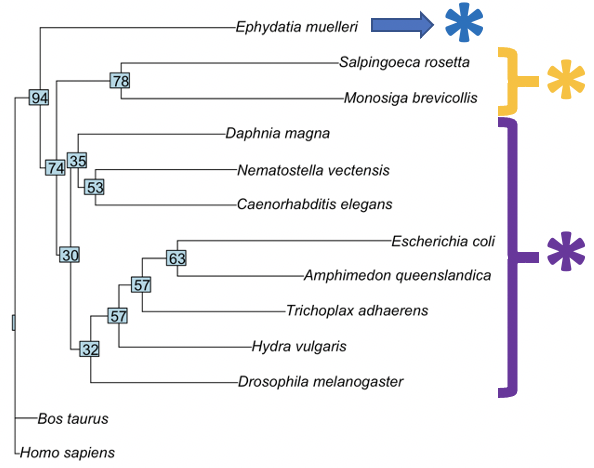 Ephydatia muelleri
Salpingoeca rosetta
78
94
Monosiga brevicollis
Daphnia magna
35
74
Nematostella vectensis
53
Caenorhabditis elegans
Escherichia coli
30
63
Amphimedon queenslandica
57
Trichoplax adhaerens
57
Hydra vulgaris
32
Drosophila melanogaster
Bos taurus
Homo sapiens